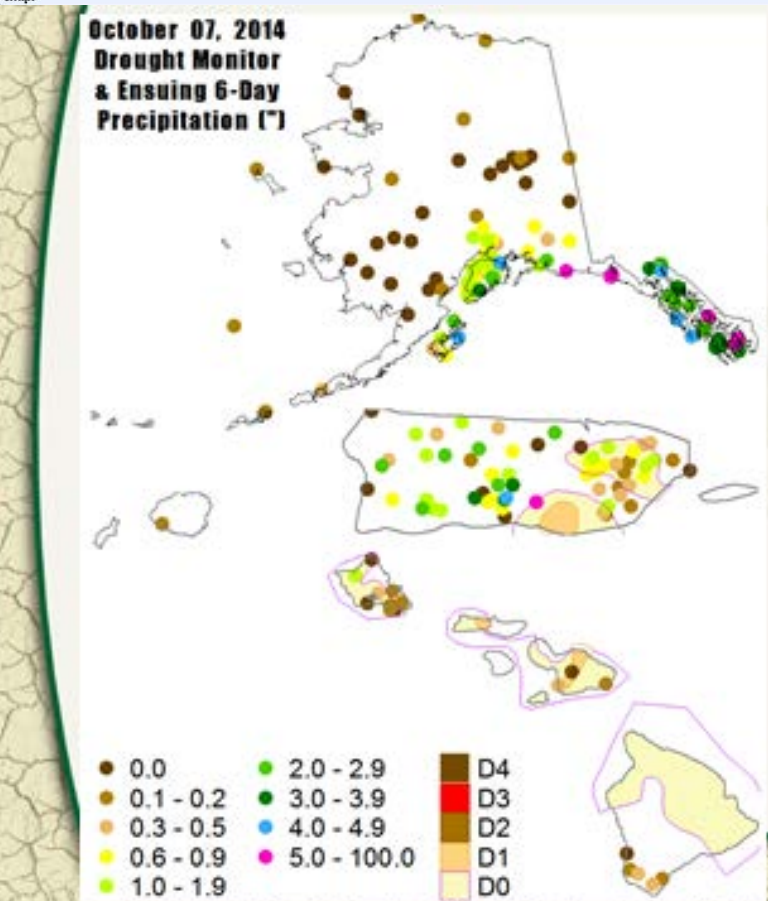 October 07, 2014
Drought Monitor
& Ensuing 6-Day
Precipitation (")
0.0
0.1 - 0.2
0.3 - 0.5
0.6 - 0.9
1.0 - 1.9
2.0 - 2.9
3.0 - 3.9
4.0 - 4.9
5.0 - 100.0
D4
D3
D2
D1
D0